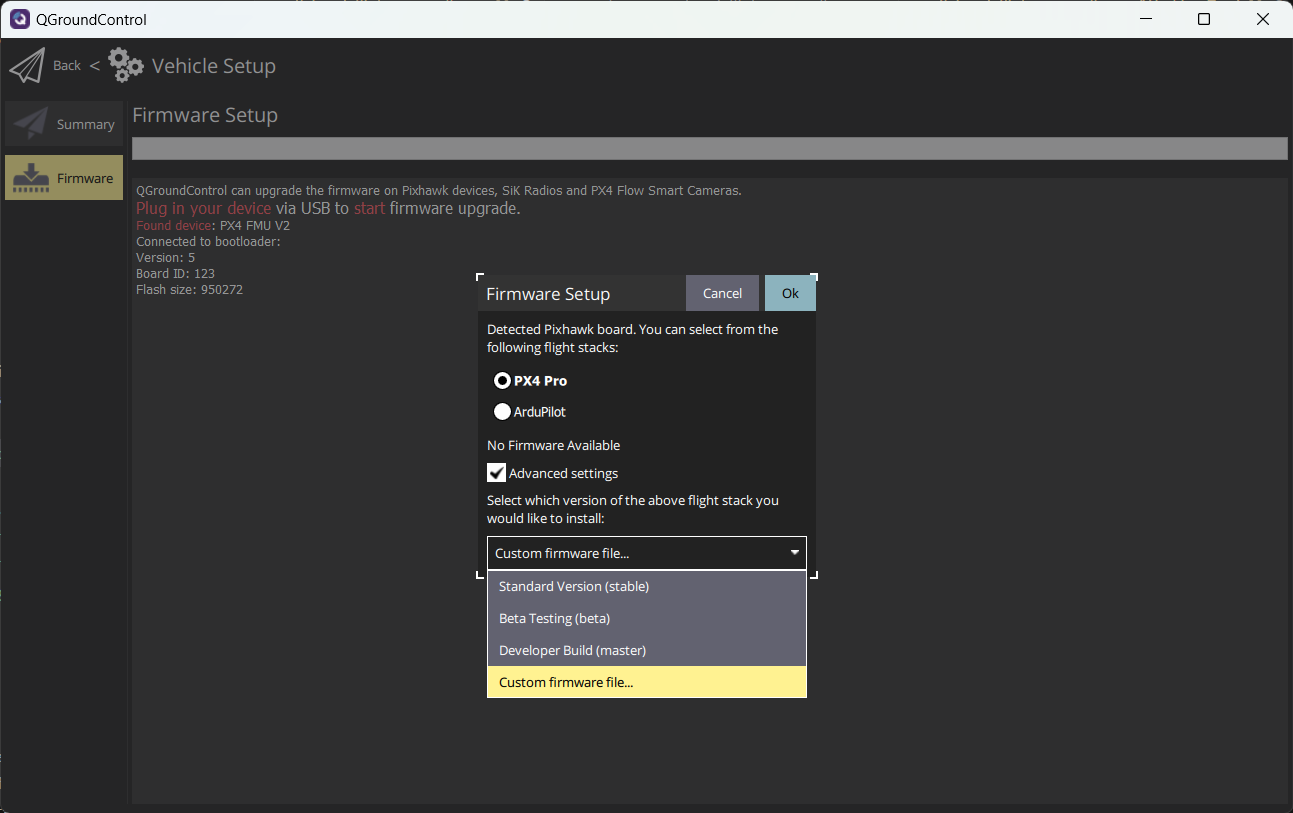 QGroundControl
Back < Vehicle Setup
Summary
Firmware
Firmware Setup
QGroundControl can upgrade the firmware on Pixhawk devices, SiK Radios and PX4 Flow Smart Cameras.
Plug in your device via USB to start firmware upgrade.
Found device: PX4 FMU V2
Connected to bootloader:
Version: 5
Board ID: 123
Flash size: 950272
Firmware Setup
Cancel
Ok
Detected Pixhawk board. You can select from the
following flight stacks:
PX4 Pro
ArduPilot
No Firmware Available
Advanced settings
Select which version of the above flight stack you
would like to install:
Custom firmware file...
Standard Version (stable)
Beta Testing (beta)
Developer Build (master)
Custom firmware file...